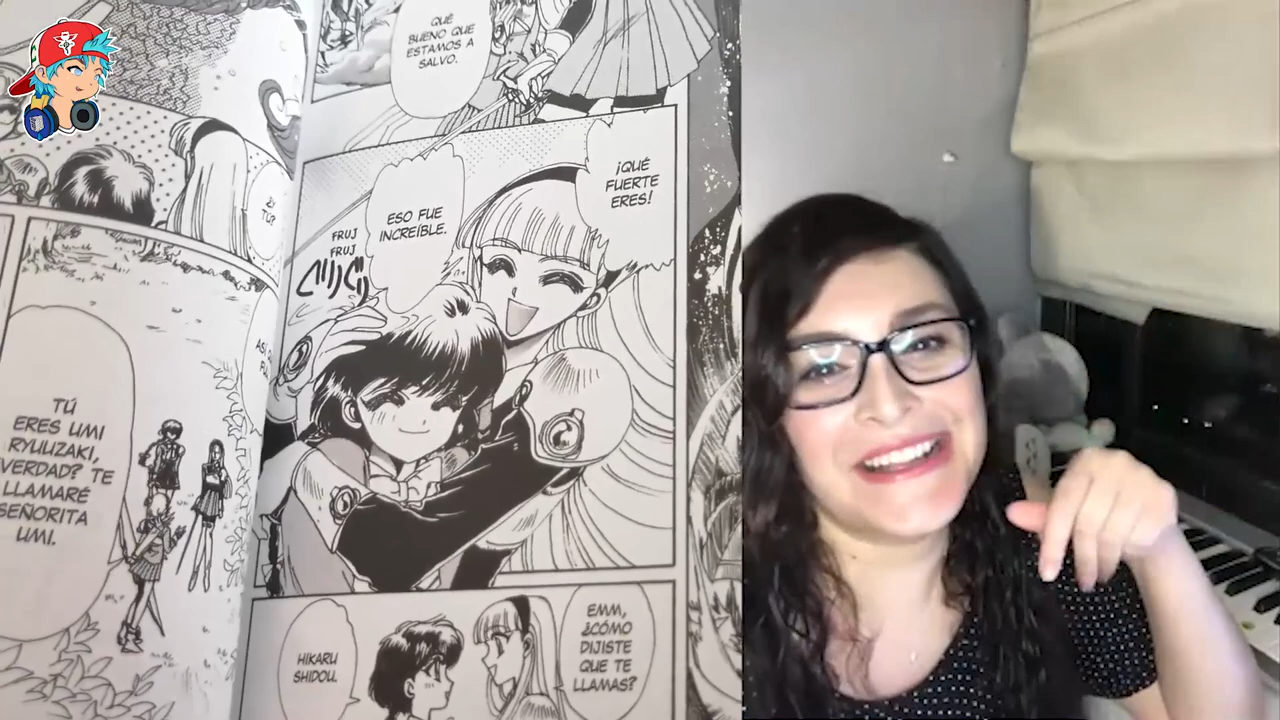 QUÉ
BUENO QUE
ESTAMOS A
SALVO.
¡QUÉ
FUERTE
ERES!
ESO FUE
INCREÍBLE.
FRUJ
FRUJ
¿Y
TÚ?
TÚ
ERES UMI
RYUUZAKI,
¿VERDAD? TE
LLAMARÉ
SEÑORITA
UMI.
EMM,
¿CÓMO
DIJISTE
QUE TE
LLAMAS?
HIKARU
SHIDOU.